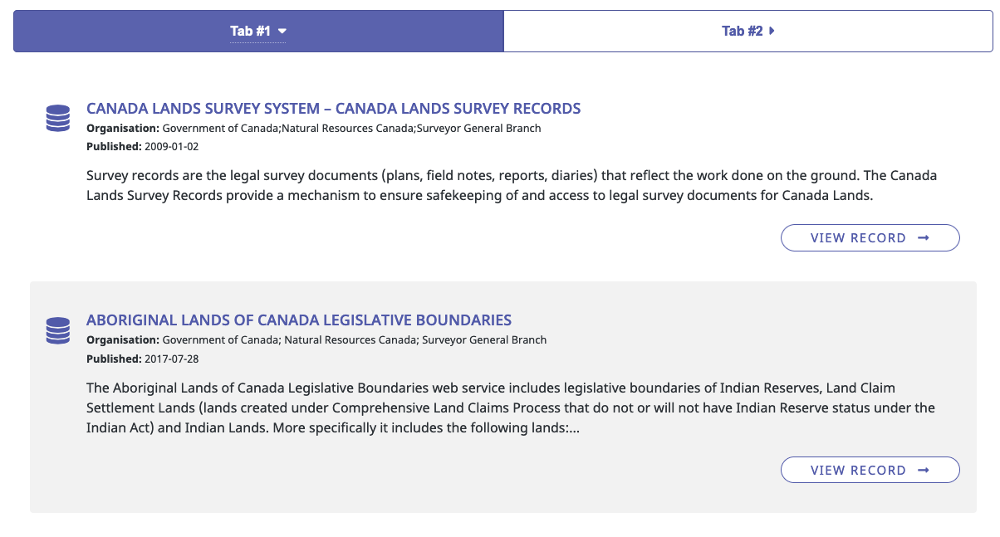 Tab #1
Tab #2
CANADA LANDS SURVEY SYSTEM – CANADA LANDS SURVEY RECORDS
Organisation: Government of Canada;Natural Resources Canada;Surveyor General Branch
Published: 2009-01-02
Survey records are the legal survey documents (plans, field notes, reports, diaries) that reflect the work done on the ground. The Canada
Lands Survey Records provide a mechanism to ensure safekeeping of and access to legal survey documents for Canada Lands.
VIEW RECORD
ABORIGINAL LANDS OF CANADA LEGISLATIVE BOUNDARIES
Organisation: Government of Canada; Natural Resources Canada; Surveyor General Branch
Published: 2017-07-28
The Aboriginal Lands of Canada Legislative Boundaries web service includes legislative boundaries of Indian Reserves, Land Claim
Settlement Lands (lands created under Comprehensive Land Claims Process that do not or will not have Indian Reserve status under the
Indian Act) and Indian Lands. More specifically it includes the following lands:...
VIEW RECORD